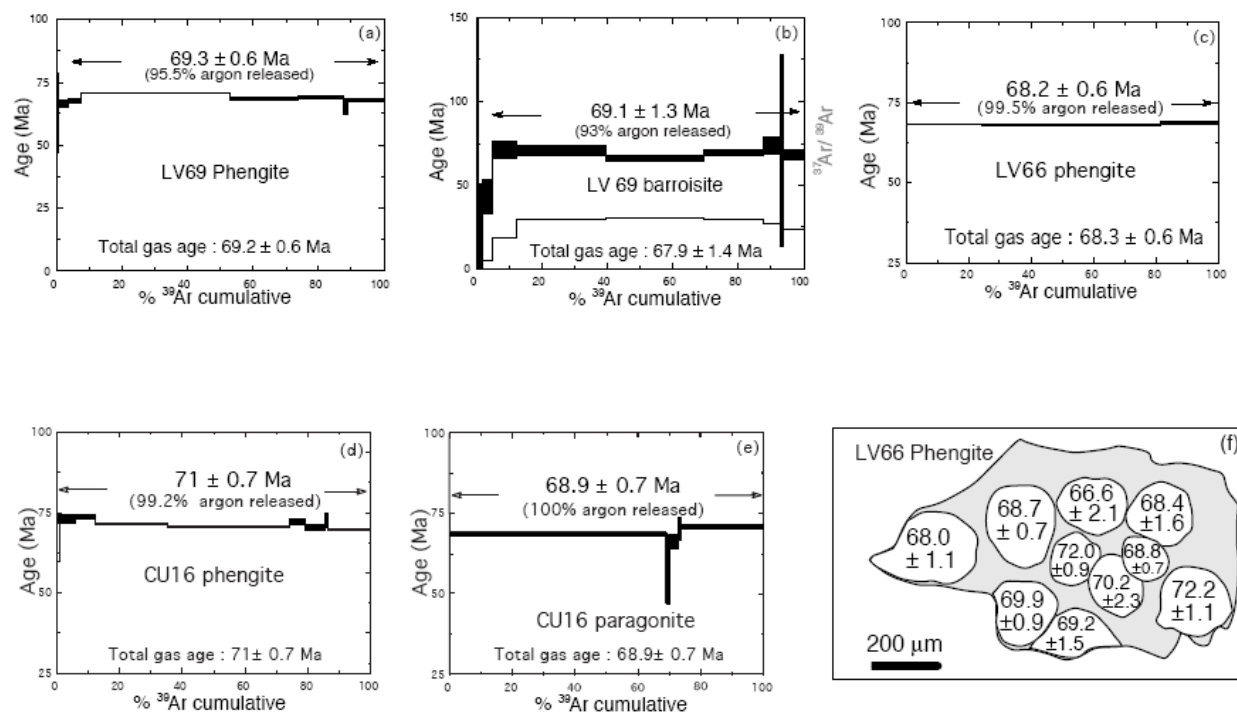 (a)
69.3 ± 0.6 Ma
(95.5% argon released)
LV69 Phengite
Total gas age : 69.2 ± 0.6 Ma
Age (Ma)
100
75
50
25
0
0 20 40 60 80 100
% ³⁹Ar cumulative
(b)
69.1 ± 1.3 Ma
(93% argon released)
LV 69 barroisite
Total gas age : 67.9 ± 1.4 Ma
Age (Ma)
150
100
50
0
³⁷Ar/ ³⁹Ar
20 40 60 80 100
% ³⁹Ar cumulative
(c)
68.2 ± 0.6 Ma
(99.5% argon released)
LV66 phengite
Total gas age : 68.3 ± 0.6 Ma
Age (Ma)
100
75
50
25
0 20 40 60 80 100
% ³⁹Ar cumulative
(d)
71 ± 0.7 Ma
(99.2% argon released)
CU16 phengite
Total gas age : 71± 0.7 Ma
Age (Ma)
100
75
50
25
0 20 40 60 80 100
% ³⁹Ar cumulative
(e)
68.9 ± 0.7 Ma
(100% argon released)
CU16 paragonite
Total gas age : 68.9± 0.7 Ma
Age (Ma)
100
75
50
25
0 20 40 60 80 100
% ³⁹Ar cumulative
(f)
LV66 Phengite
68.0
± 1.1
68.7
± 0.7
66.6
± 2.1
68.4
±1.6
72.0
±0.9
68.8
±0.7
70.2
±2.3
72.2
±1.1
69.9
±0.9
69.2
±1.5
200 µm